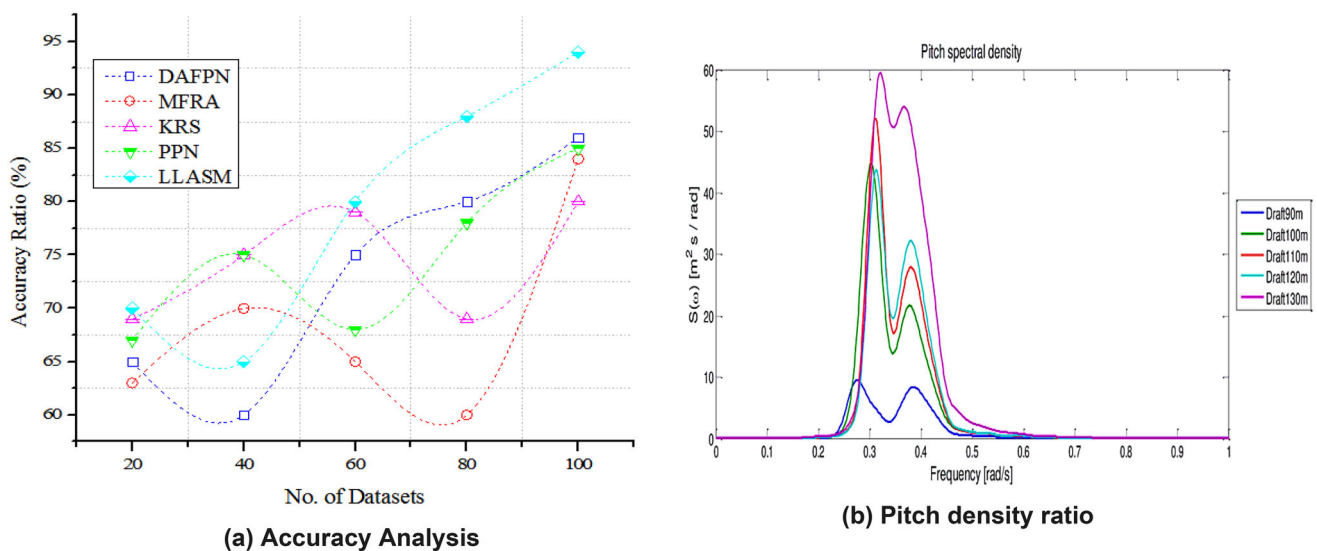 95
90
85
80
75
70
65
60
Accuracy Ratio (%)
DAFPN
MFRA
KRS
PPN
LLASM
20 40 60 80 100
No. of Datasets
(a) Accuracy Analysis
Pitch spectral density
60
50
40
30
20
10
0
S(ω) [m² s / rad]
0 0.1 0.2 0.3 0.4 0.5 0.6 0.7 0.8 0.9 1
Frequency [rad/s]
Draft90m
Draft100m
Draft110m
Draft120m
Draft130m
(b) Pitch density ratio